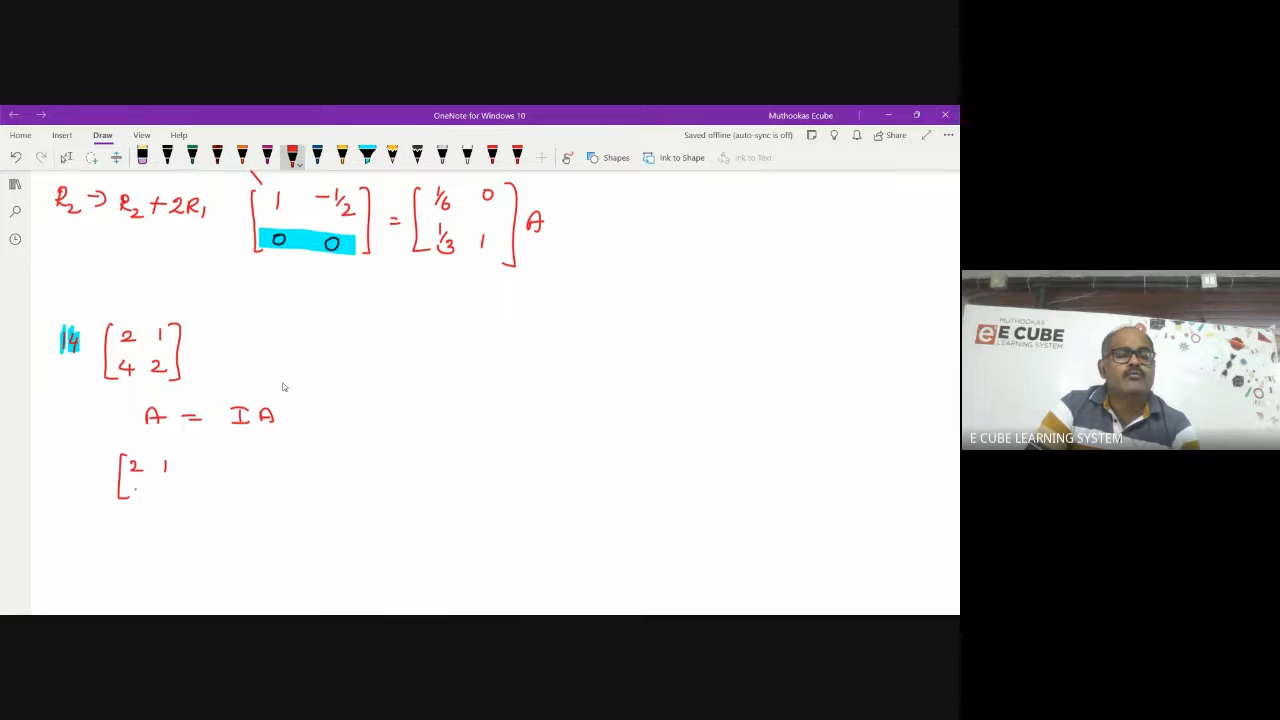 OneNote for Windows 10
Muthookas Ecube
Home Insert Draw View Help
Saved offline (auto-sync is off)
Share
Shapes
Ink to Shape
Ink to Text
R₂ → R₂ + 2R₁ [1 -1/2 0 0] = [1/6 0 1/3 1] A
14 [2 1 4 2]
A = IA
[2 1
MUTHOOKAS
e E CUBE
LEARNING SYSTEM
E CUBE LEARNING SYSTEM